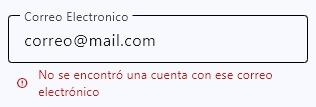 Correo Electronico
correo@mail.com
No se encontró una cuenta con ese correo
electrónico